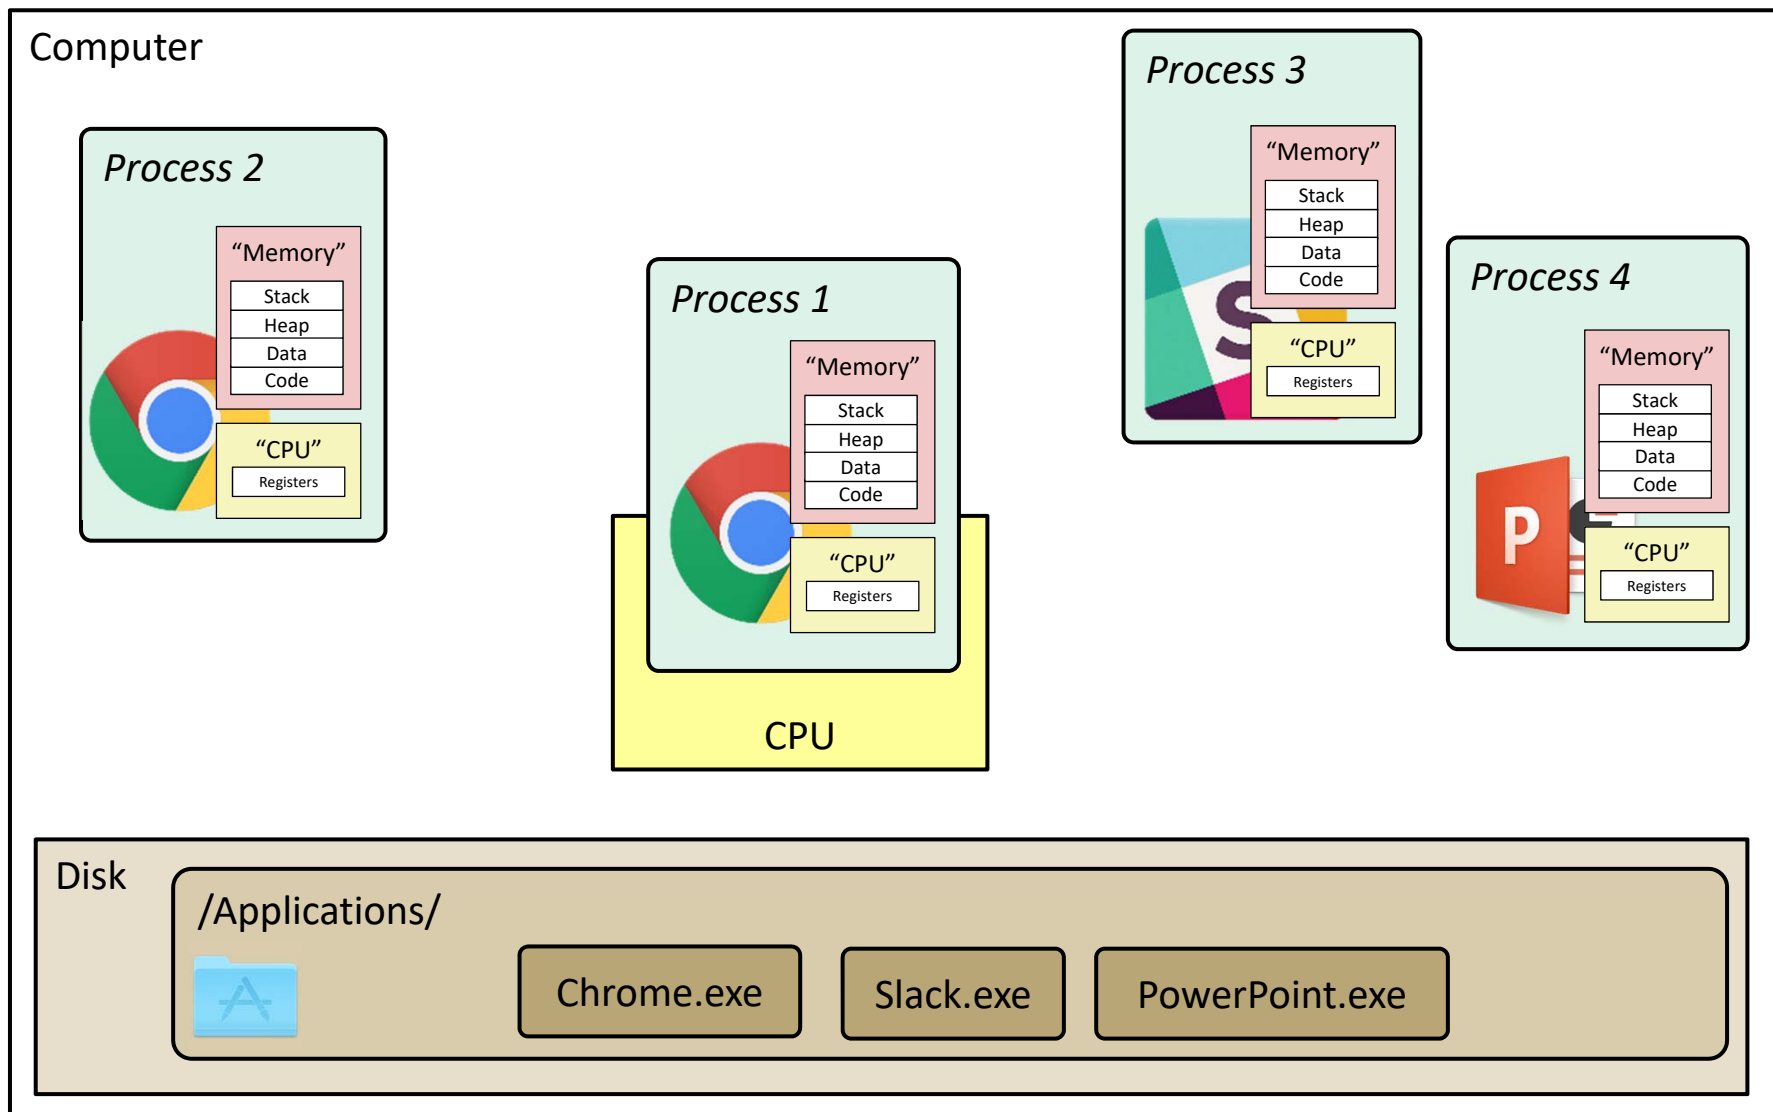 Computer
Process 2
“Memory”
Stack
Heap
Data
Code
“CPU”
Registers
Process 1
“Memory”
Stack
Heap
Data
Code
“CPU”
Registers
CPU
Process 3
“Memory”
Stack
Heap
Data
Code
S
“CPU”
Registers
Process 4
“Memory”
Stack
Heap
Data
Code
P
“CPU”
Registers
Disk
/Applications/
Chrome.exe
Slack.exe
PowerPoint.exe